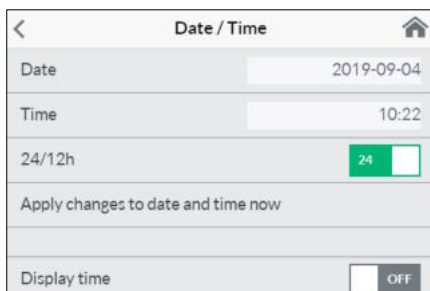 Date / Time
Date 2019-09-04
Time 10:22
24/12h 24
Apply changes to date and time now
Display time OFF